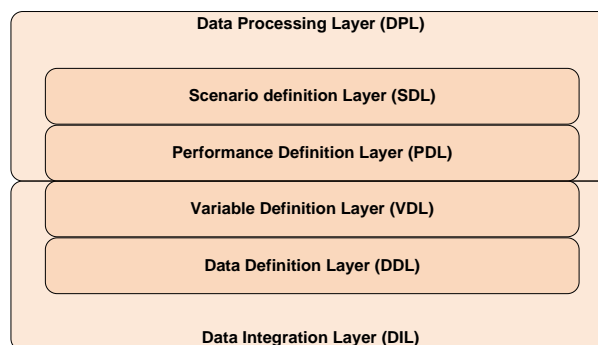 Data Processing Layer (DPL)
Scenario definition Layer (SDL)
Performance Definition Layer (PDL)
Variable Definition Layer (VDL)
Data Definition Layer (DDL)
Data Integration Layer (DIL)